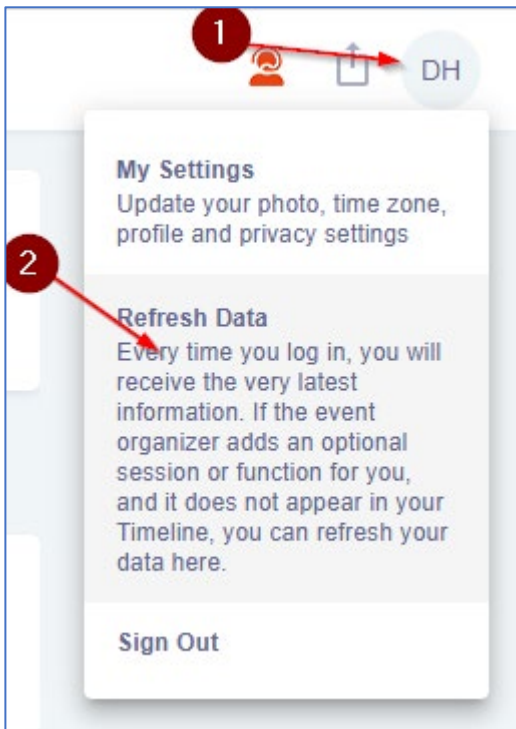 1
DH
My Settings
Update your photo, time zone,
profile and privacy settings
2
Refresh Data
Every time you log in, you will
receive the very latest
information. If the event
organizer adds an optional
session or function for you,
and it does not appear in your
Timeline, you can refresh your
data here.
Sign Out